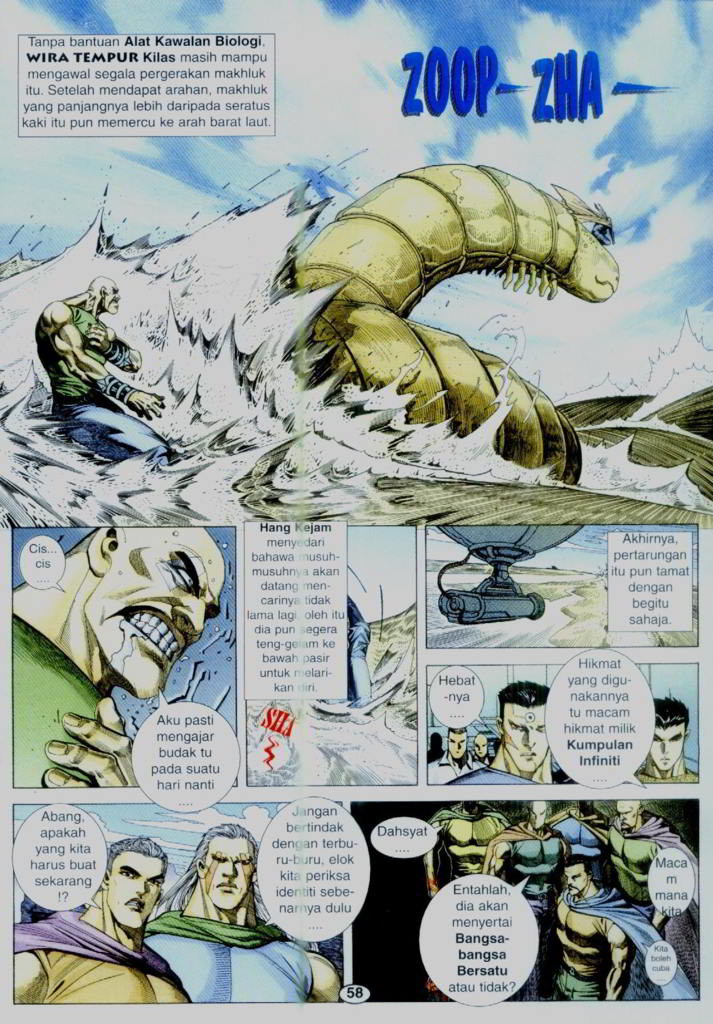 Tanpa bantuan Alat Kawalan Biologi,
WIRA TEMPUR Kilas masih mampu
mengawal segala pergerakan makhluk
itu. Setelah mendapat arahan, makhluk
yang panjangnya lebih daripada seratus
kaki itu pun memercu ke arah barat laut.
ZOOP-ZHA
Cis...
cis
....
Aku pasti
mengajar
budak tu
pada suatu
hari nanti
....
Hang Kejam
menyedari
bahawa musuh-
musuhnya akan
datang men-
carinya tidak
lama lagi, oleh itu
dia pun segera
teng-gelam ke
bawah pasir
untuk melari-
kan diri.
SHA
Akhirnya,
pertarungan
itu pun tamat
dengan
begitu
sahaja.
Hebat
-nya
....
Hikmat
yang digu-
nakannya
tu macam
hikmat milik
Kumpulan
Infiniti
....
Abang,
apakah
yang kita
harus buat
sekarang
!?
Jangan
bertindak
dengan terbu-
ru-buru, elok
kita periksa
identiti sebe-
narnya dulu
....
Dahsyat
....
Entahlah,
dia akan
menyertai
Bangsa-
bangsa
Bersatu
atau tidak?
Maca
m
mana
kita
Kita
boleh
cuba
....
58